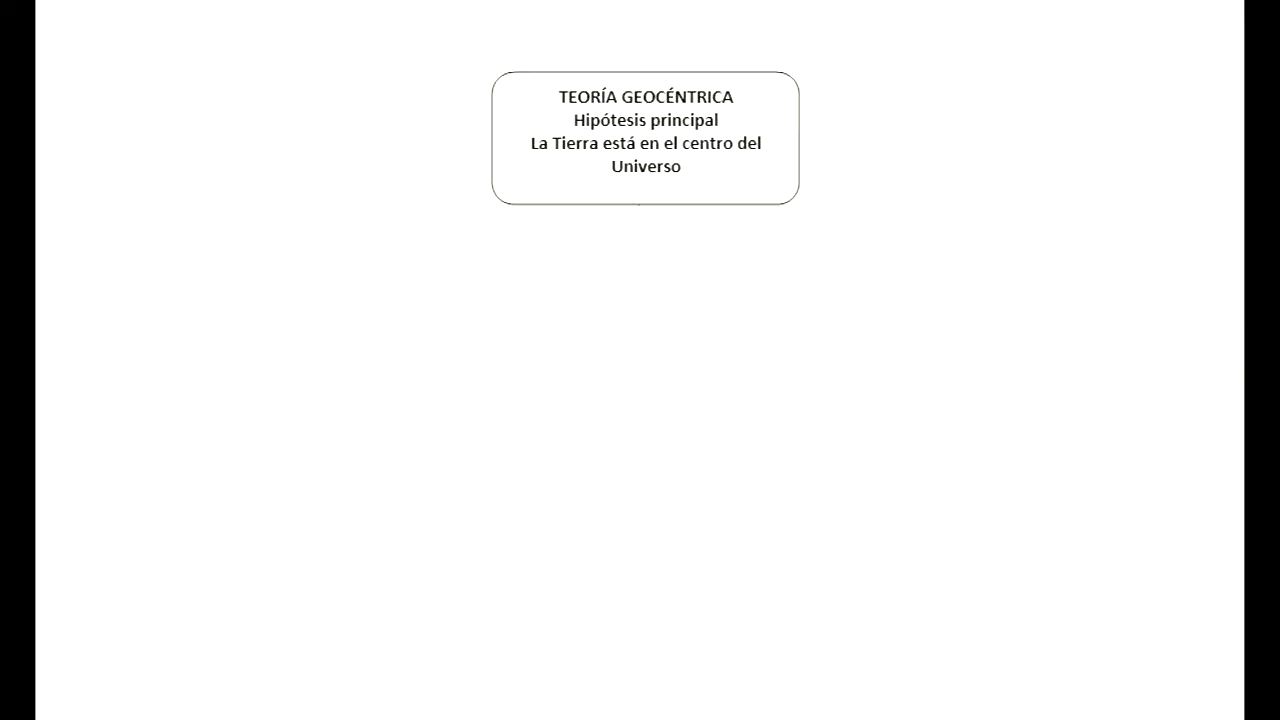 TEORÍA GEOCÉNTRICA
Hipótesis principal
La Tierra está en el centro del
Universo